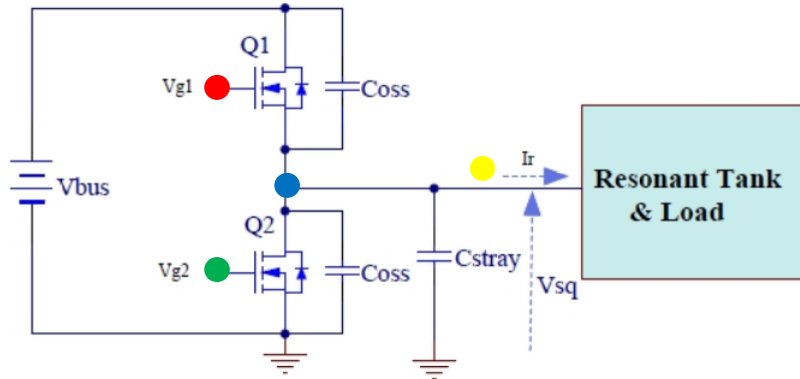 Q1
Vg1
Coss
Ir
Vbus
Resonant Tank
& Load
Q2
Vg2
Coss
Cstray
Vsq